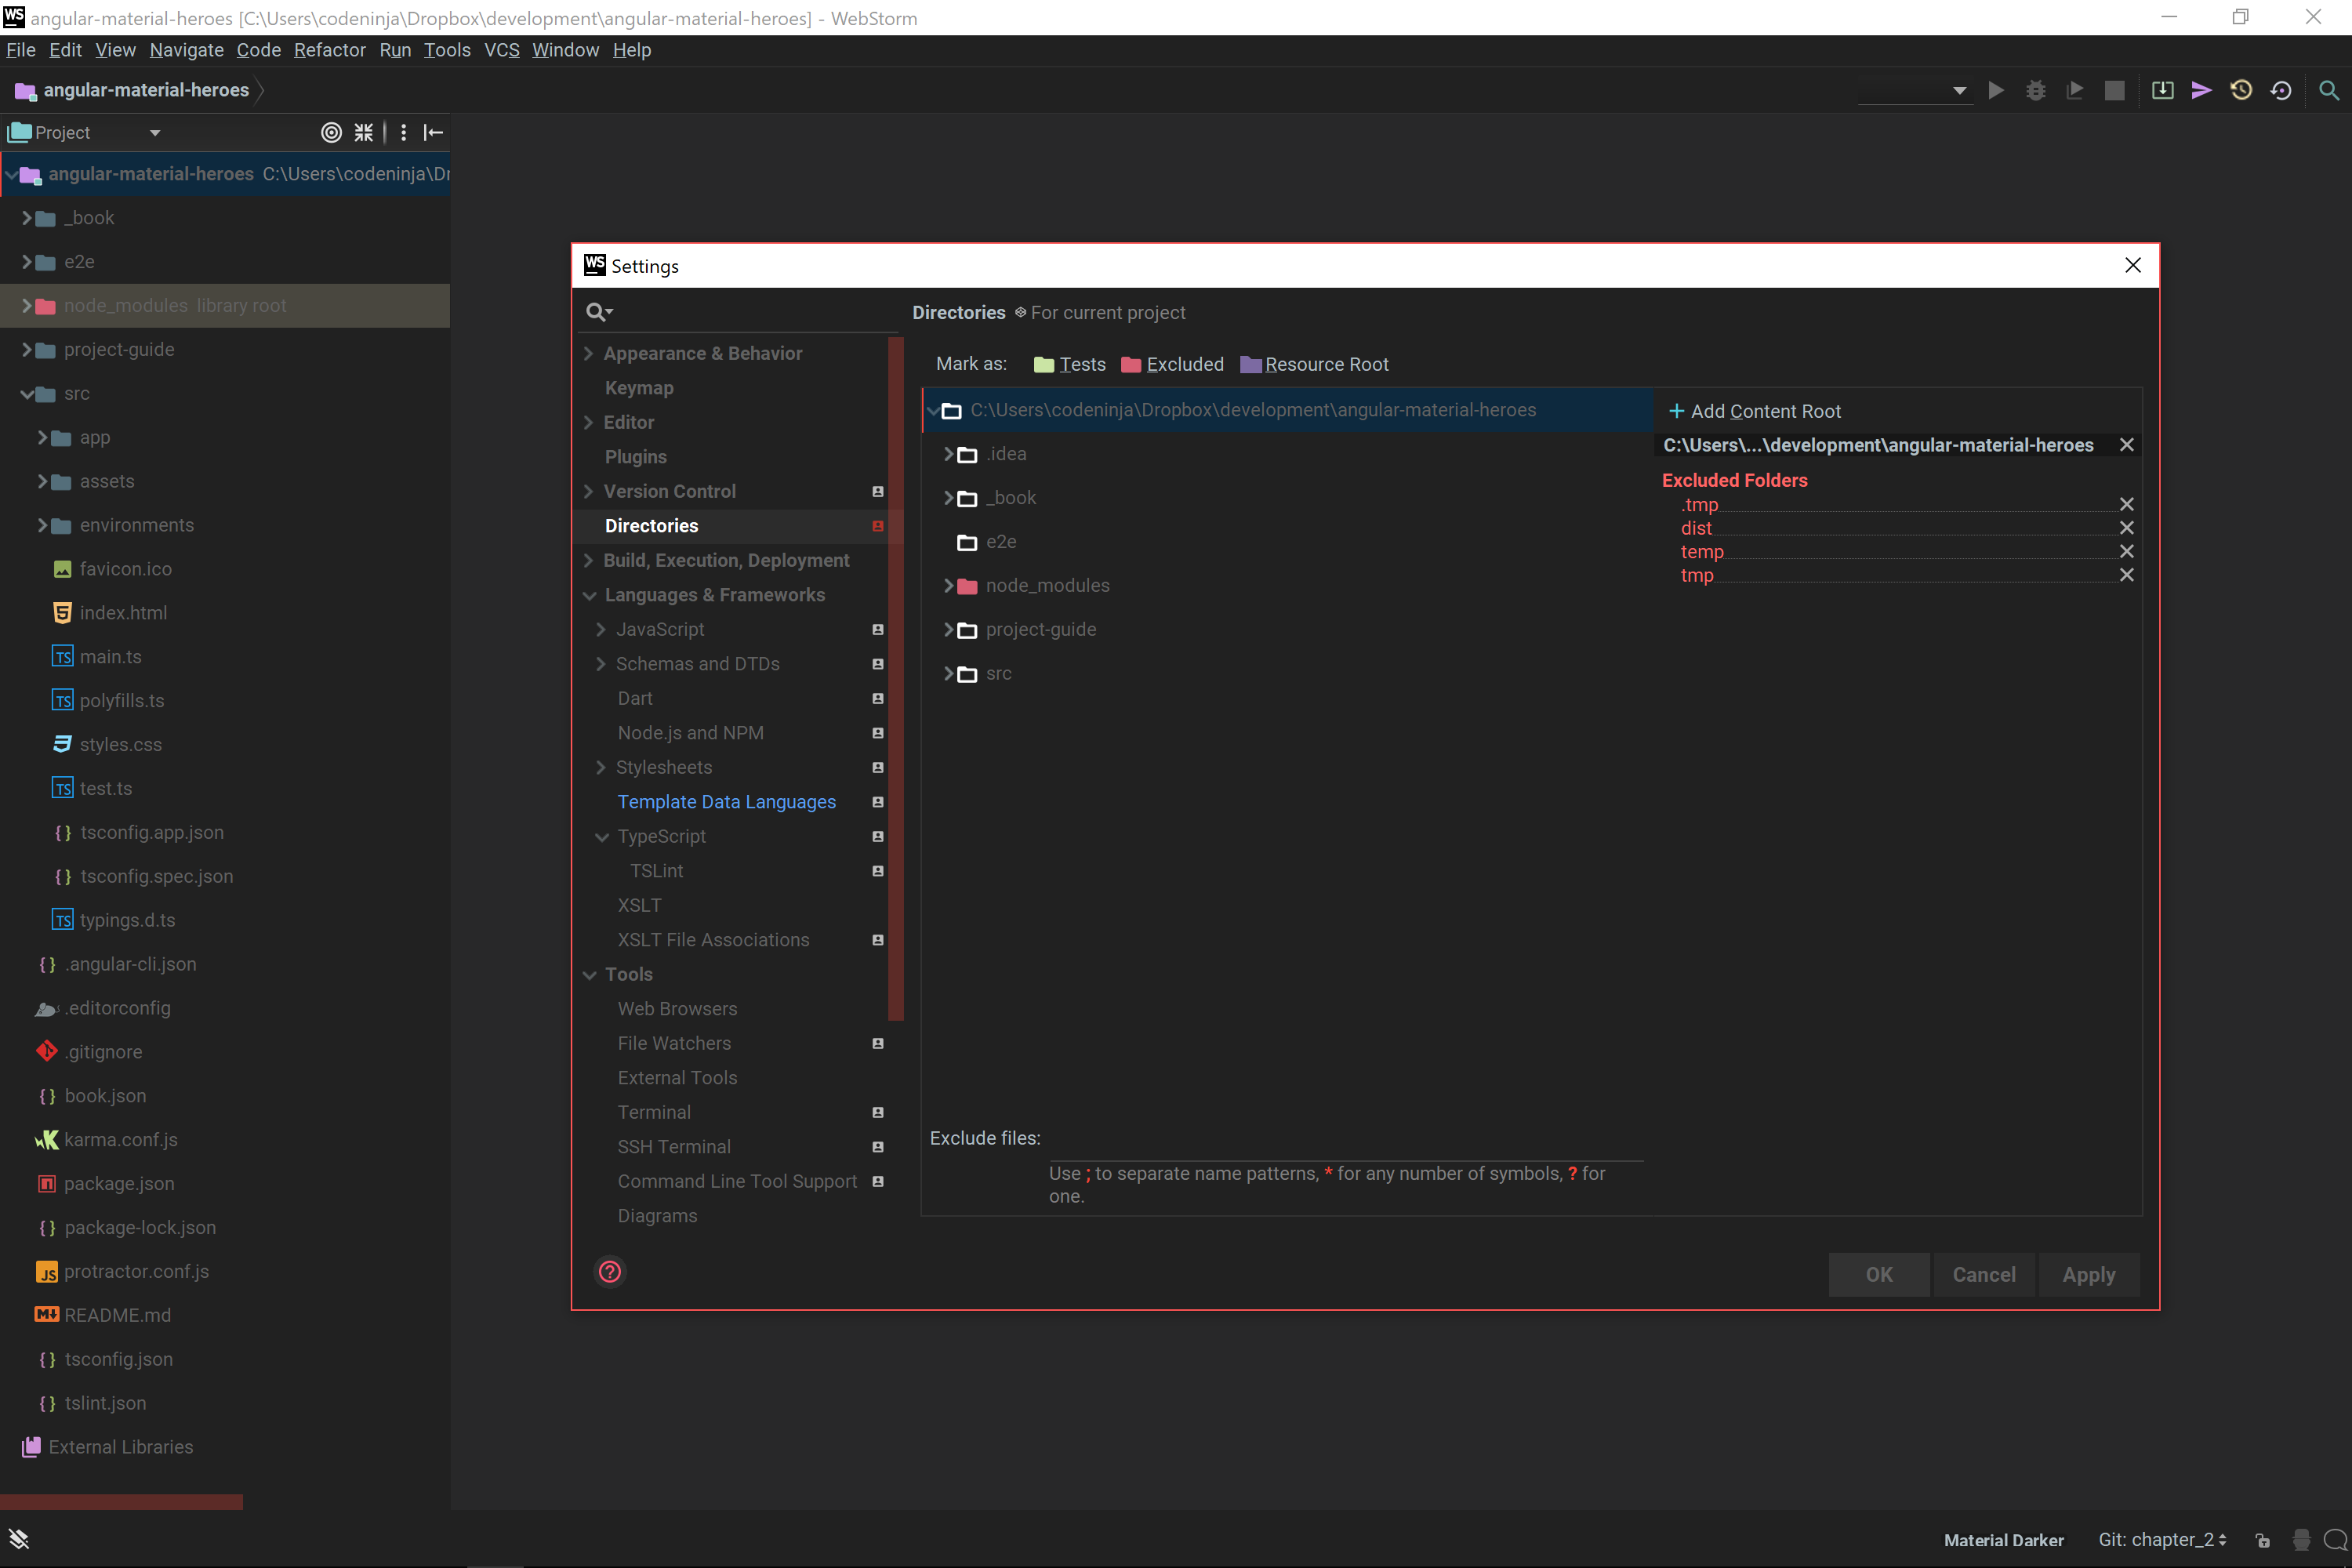 WS angular-material-heroes [C:\Users\codeninja\Dropbox\development\angular-material-heroes] - WebStorm
File Edit View Navigate Code Refactor Run Tools VCS Window Help
angular-material-heroes
Project
angular-material-heroes C:\Users\codeninja\Dr
_book
e2e
node_modules library root
project-guide
src
app
assets
environments
favicon.ico
index.html
TS main.ts
TS polyfills.ts
styles.css
TS test.ts
{} tsconfig.app.json
{} tsconfig.spec.json
TS typings.d.ts
{} .angular-cli.json
.editorconfig
.gitignore
{} book.json
karma.conf.js
package.json
{} package-lock.json
JS protractor.conf.js
README.md
{} tsconfig.json
{} tslint.json
External Libraries
WS Settings
Appearance & Behavior
Keymap
Editor
Plugins
Version Control
Directories
Build, Execution, Deployment
Languages & Frameworks
JavaScript
Schemas and DTDs
Dart
Node.js and NPM
Stylesheets
Template Data Languages
TypeScript
TSLint
XSLT
XSLT File Associations
Tools
Web Browsers
File Watchers
External Tools
Terminal
SSH Terminal
Command Line Tool Support
Diagrams
Directories For current project
Mark as: Tests Excluded Resource Root
C:\Users\codeninja\Dropbox\development\angular-material-heroes
.idea
_book
e2e
node_modules
project-guide
src
+ Add Content Root
C:\Users\...\development\angular-material-heroes
Excluded Folders
.tmp
dist
temp
tmp
Exclude files:
Use ; to separate name patterns, * for any number of symbols, ? for
one.
?
OK Cancel Apply
Material Darker Git: chapter_2